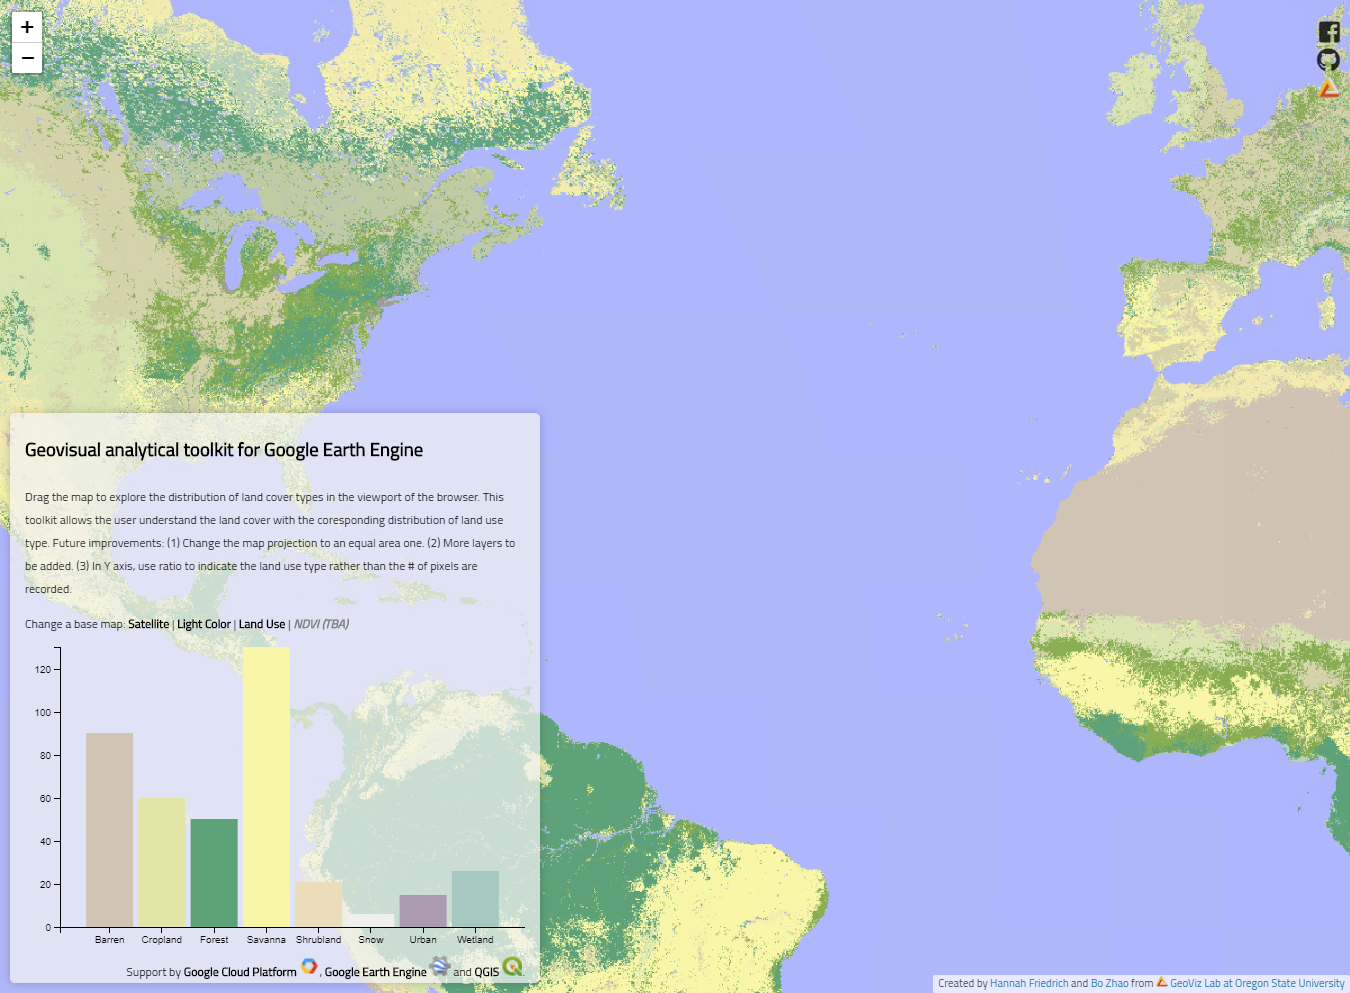 +
−
Geovisual analytical toolkit for Google Earth Engine
Drag the map to explore the distribution of land cover types in the viewport of the browser. This
toolkit allows the user understand the land cover with the coresponding distribution of land use
type. Future improvements: (1) Change the map projection to an equal area one. (2) More layers to
be added. (3) In Y axis, use ratio to indicate the land use type rather than the # of pixels are
recorded.
Change a base map: Satellite | Light Color | Land Use | NDVI (TBA)
120
100
80
60
40
20
0
Barren Cropland Forest Savanna Shrubland Snow Urban Wetland
Support by Google Cloud Platform , Google Earth Engine and QGIS .
Created by Hannah Friedrich and Bo Zhao from GeoViz Lab at Oregon State University